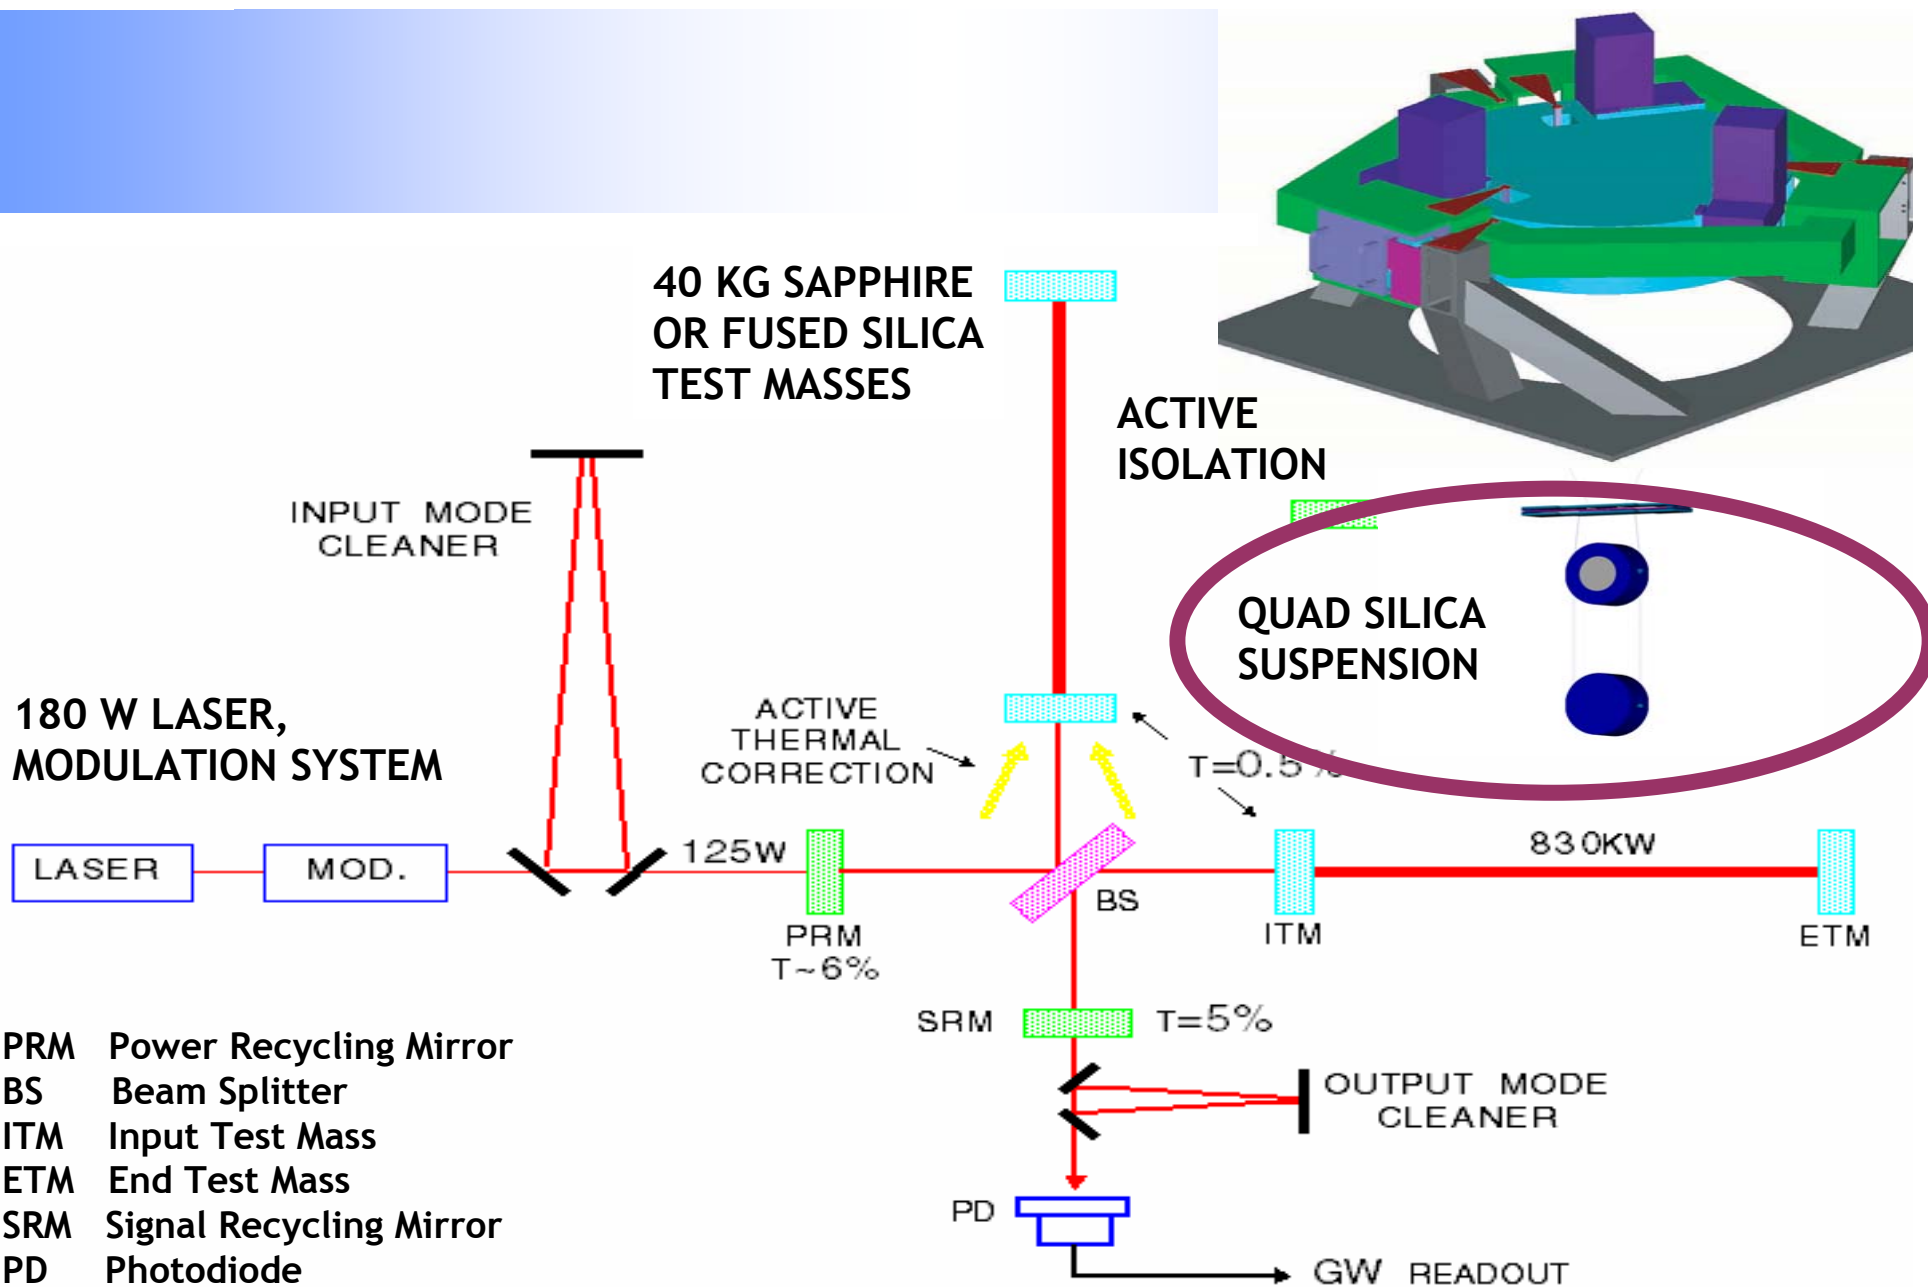 40 KG SAPPHIRE
OR FUSED SILICA
TEST MASSES
ACTIVE
ISOLATION
INPUT MODE
CLEANER
QUAD SILICA
SUSPENSION
180 W LASER,
MODULATION SYSTEM
ACTIVE
THERMAL
CORRECTION
T=0.5%
LASER
MOD.
125W
830KW
BS
PRM
T~6%
ITM
ETM
SRM
T=5%
OUTPUT MODE
CLEANER
PD
GW READOUT
PRM Power Recycling Mirror
BS Beam Splitter
ITM Input Test Mass
ETM End Test Mass
SRM Signal Recycling Mirror
PD Photodiode